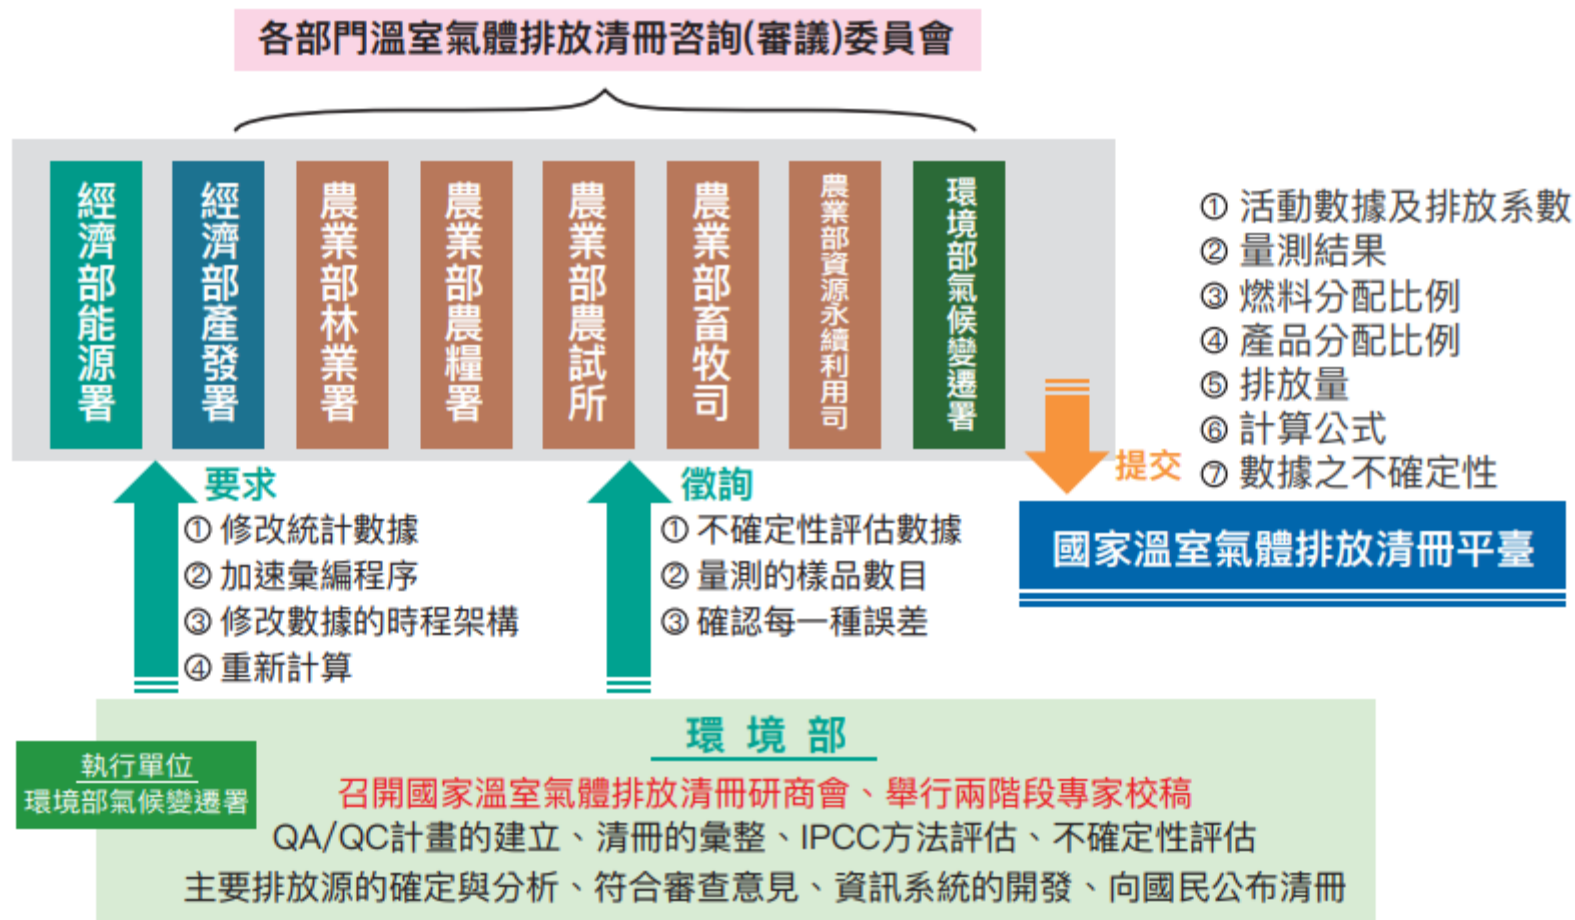 各部門溫室氣體排放清冊咨詢(審議)委員會
經濟部能源署
經濟部產發署
農業部林業署
農業部農糧署
農業部農試所
農業部畜牧司
農業部資源永續利用司
環境部氣候變遷署
① 活動數據及排放系數
② 量測結果
③ 燃料分配比例
④ 產品分配比例
⑤ 排放量
⑥ 計算公式
⑦ 數據之不確定性
提交
國家溫室氣體排放清冊平臺
要求
① 修改統計數據
② 加速彙編程序
③ 修改數據的時程架構
④ 重新計算
徵詢
① 不確定性評估數據
② 量測的樣品數目
③ 確認每一種誤差
環境部
執行單位
環境部氣候變遷署
召開國家溫室氣體排放清冊研商會、舉行兩階段專家校稿
QA/QC計畫的建立、清冊的彙整、IPCC方法評估、不確定性評估
主要排放源的確定與分析、符合審查意見、資訊系統的開發、向國民公布清冊